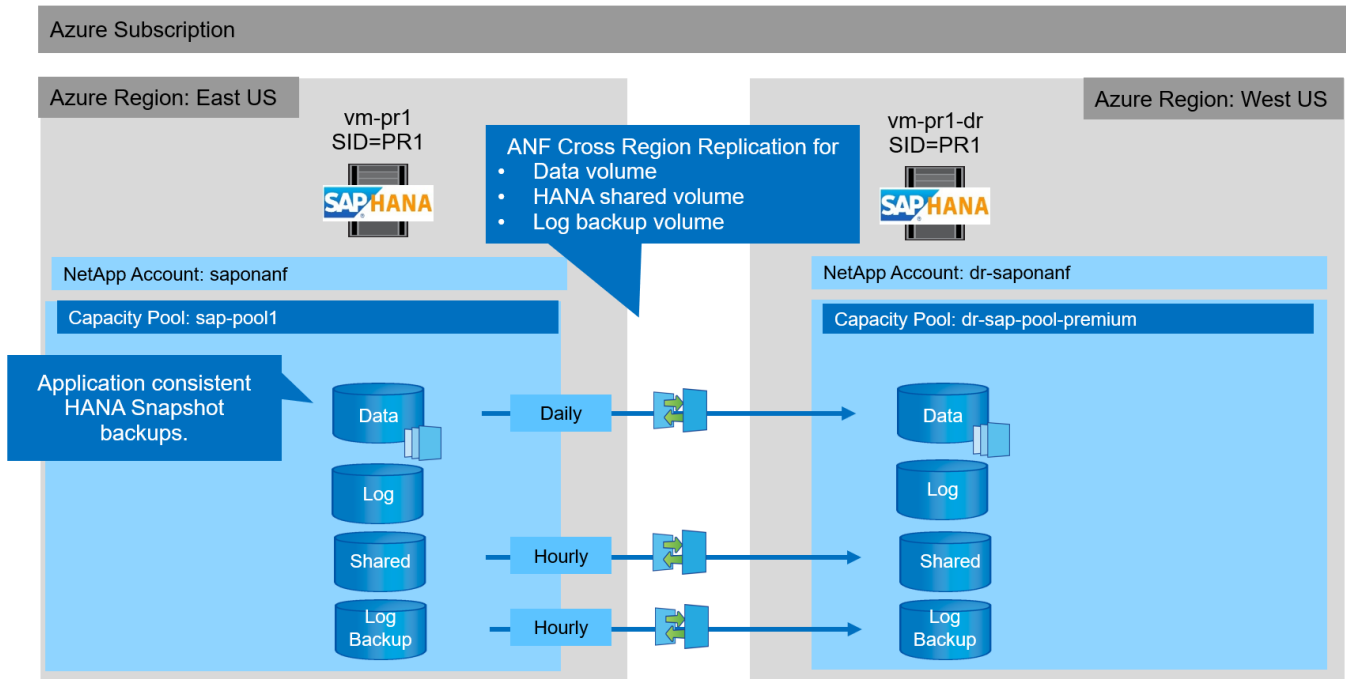 Azure Subscription
Azure Region: East US
Azure Region: West US
vm-pr1
SID=PR1
SAP HANA
ANF Cross Region Replication for
• Data volume
• HANA shared volume
• Log backup volume
vm-pr1-dr
SID=PR1
SAP HANA
NetApp Account: saponanf
Capacity Pool: sap-pool1
NetApp Account: dr-saponanf
Capacity Pool: dr-sap-pool-premium
Application consistent
HANA Snapshot
backups.
Data
Daily
Data
Log
Log
Shared
Hourly
Shared
Log
Backup
Hourly
Log
Backup